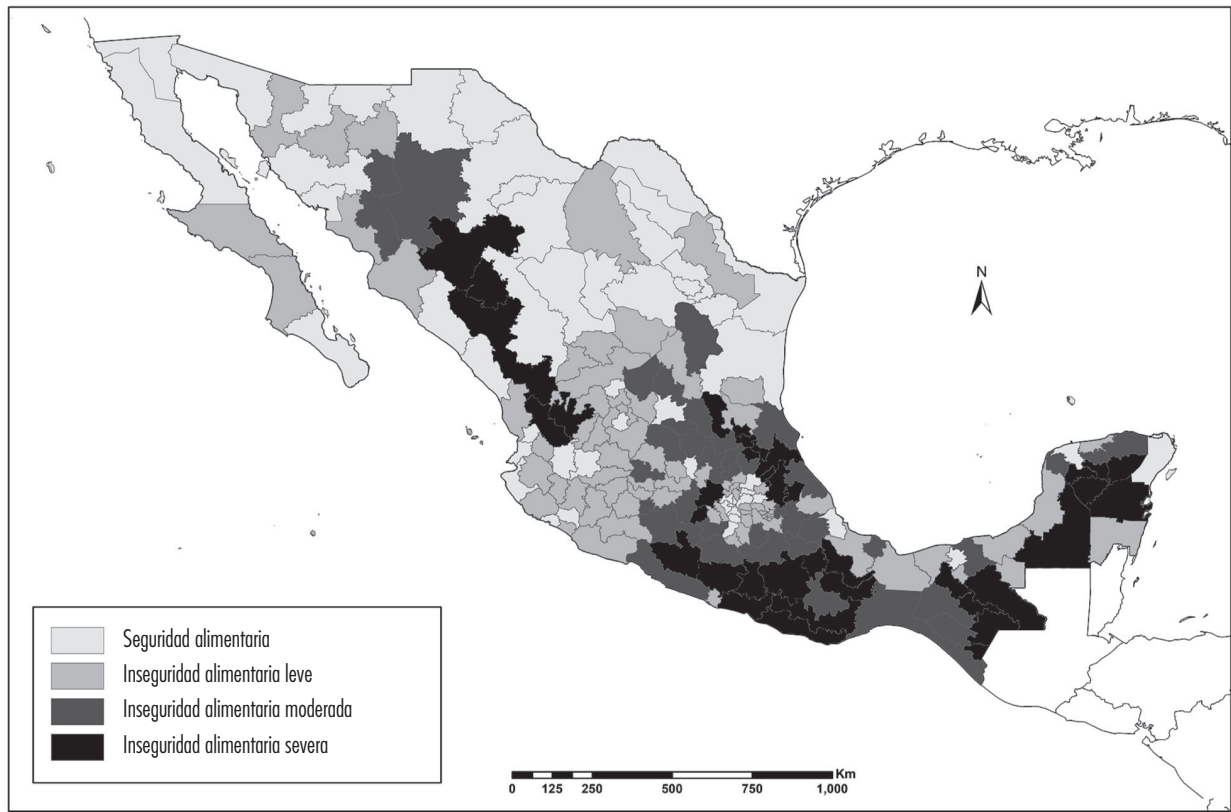 N
Seguridad alimentaria
Inseguridad alimentaria leve
Inseguridad alimentaria moderada
Inseguridad alimentaria severa
Km
0 125 250 500 750 1,000